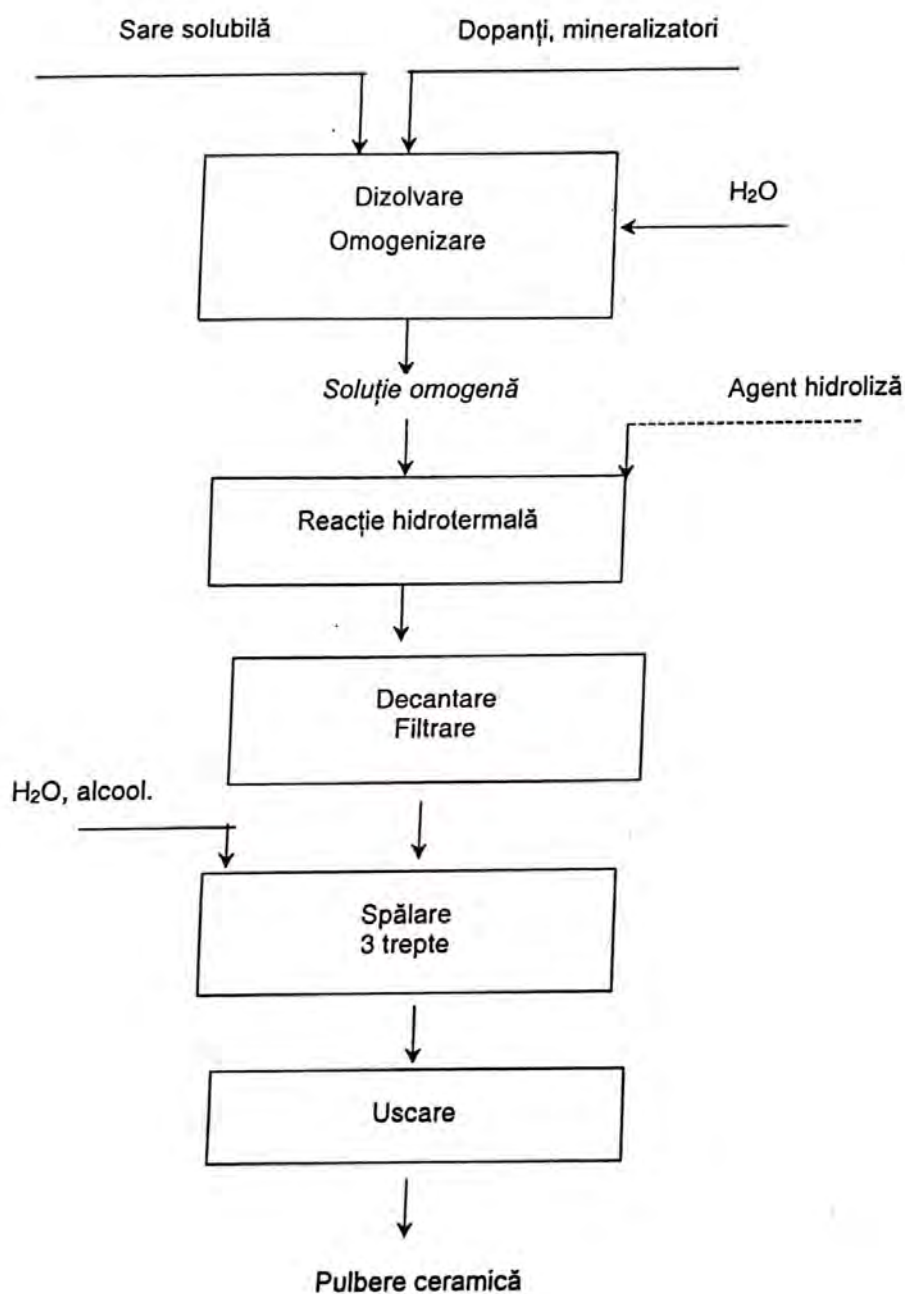 Sare solubilă
Dopanți, mineralizatori
Dizolvare
Omogenizare
H₂O
Soluție omogenă
Agent hidroliză
Reacție hidrotermală
Decantare
Filtrare
H₂O, alcool.
Spălare
3 trepte
Uscare
Pulbere ceramică